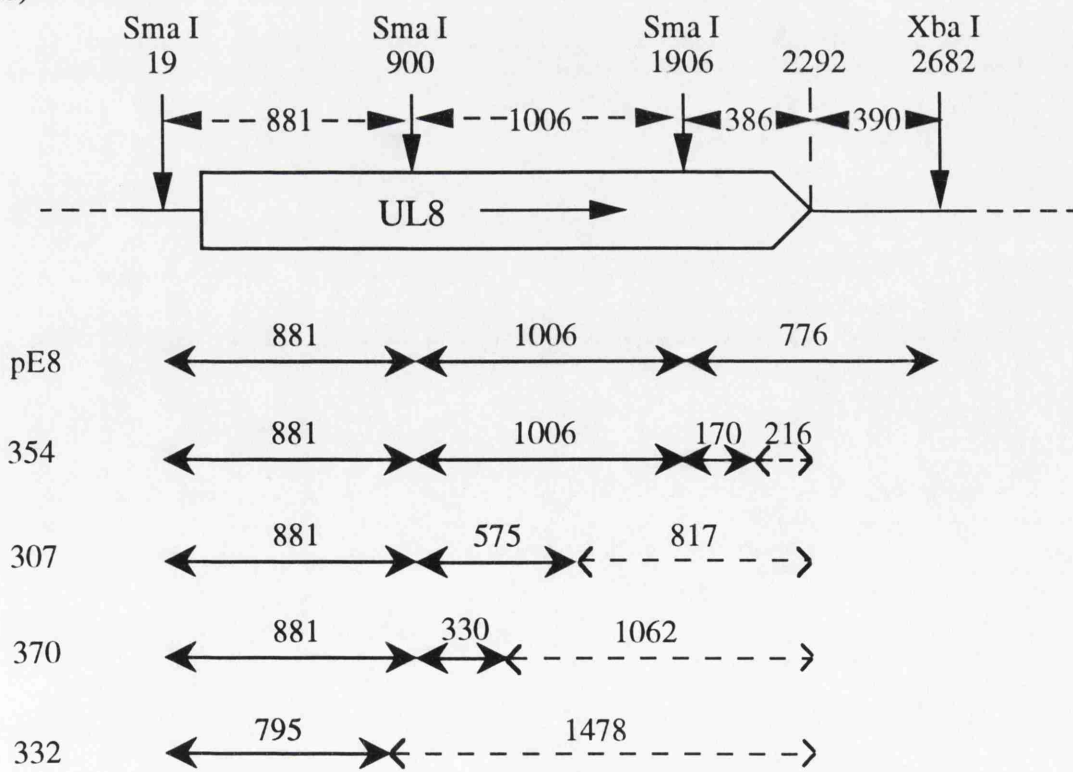 Sma I Sma I Sma I Xba I
19 900 1906 2292 2682
881 1006 386 390
UL8
pE8 881 1006 776
354 881 1006 170 216
307 881 575 817
370 881 330 1062
332 795 1478